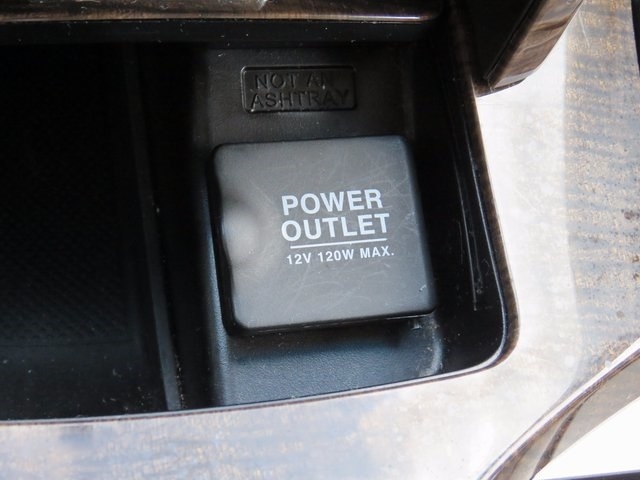 NOT AN
ASHTRAY
POWER
OUTLET
12V 120W MAX.